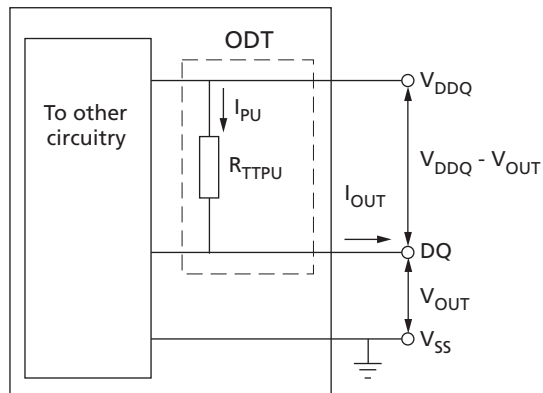 ODT
V_DDQ
To other
circuitry
I_PU
R_TTPU
V_DDQ - V_OUT
I_OUT
DQ
V_OUT
V_SS